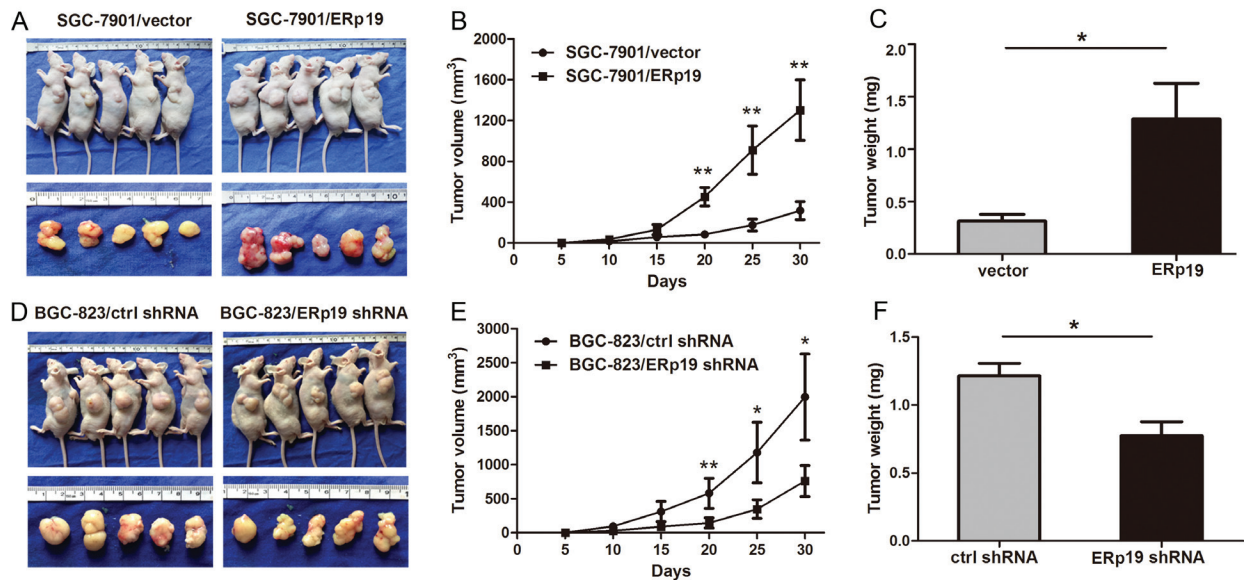 A
SGC-7901/vector
SGC-7901/ERp19
B
Tumor volume (mm³)
2000
1600
1200
800
400
0
SGC-7901/vector
SGC-7901/ERp19
**
**
**
0 5 10 15 20 25 30
Days
C
*
Tumor weight (mg)
2.0
1.5
1.0
0.5
0.0
vector
ERp19
D
BGC-823/ctrl shRNA
BGC-823/ERp19 shRNA
E
Tumor volume (mm³)
3000
2500
2000
1500
1000
500
0
BGC-823/ctrl shRNA
BGC-823/ERp19 shRNA
**
*
*
0 5 10 15 20 25 30
Days
F
*
Tumor weight (mg)
1.5
1.0
0.5
0.0
ctrl shRNA
ERp19 shRNA